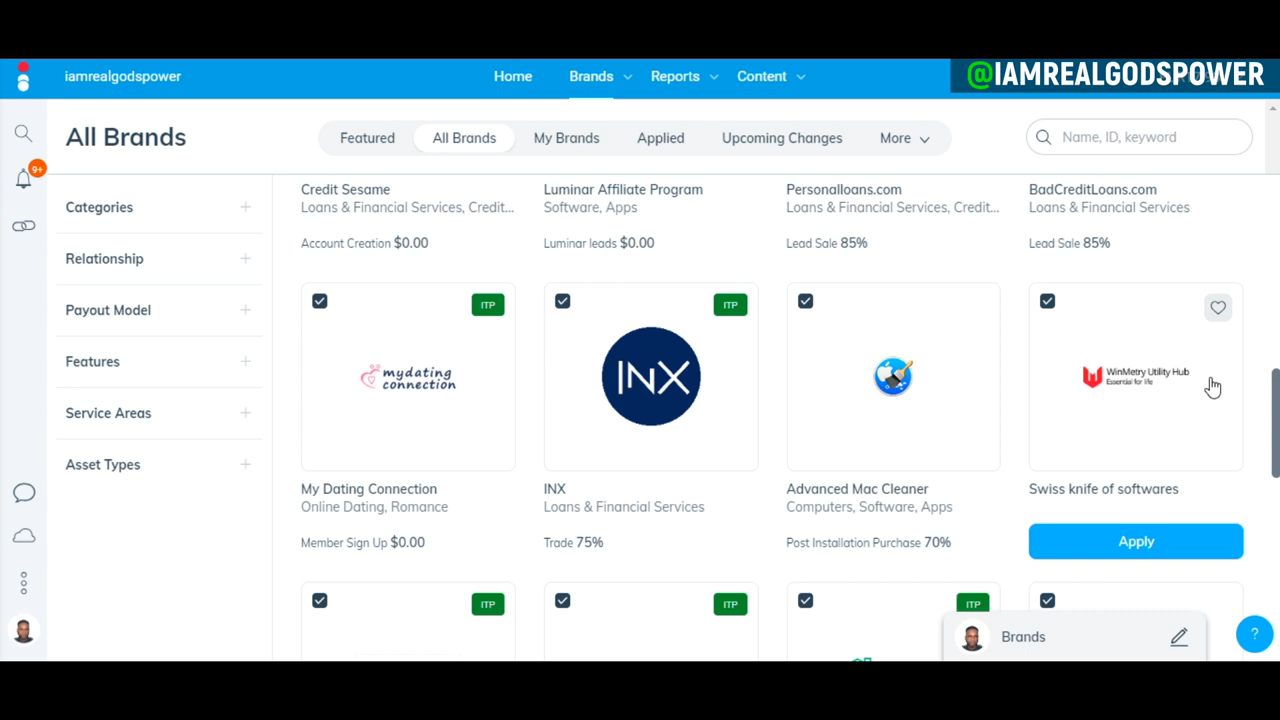 iamrealgodspower
Home
Brands
Reports
Content
@IAMREALGODSPOWER
All Brands
Featured
All Brands
My Brands
Applied
Upcoming Changes
More
Name, ID, keyword
9+
Categories
Relationship
Payout Model
Features
Service Areas
Asset Types
Credit Sesame
Loans & Financial Services, Credit...
Account Creation $0.00
Luminar Affiliate Program
Software, Apps
Luminar leads $0.00
Personalloans.com
Loans & Financial Services, Credit...
Lead Sale 85%
BadCreditLoans.com
Loans & Financial Services
Lead Sale 85%
ITP
mydating
connection
My Dating Connection
Online Dating, Romance
Member Sign Up $0.00
ITP
INX
INX
Loans & Financial Services
Trade 75%
Advanced Mac Cleaner
Computers, Software, Apps
Post Installation Purchase 70%
WinMetry Utility Hub
Essential for life
Swiss knife of softwares
Apply
ITP
ITP
ITP
Brands
?